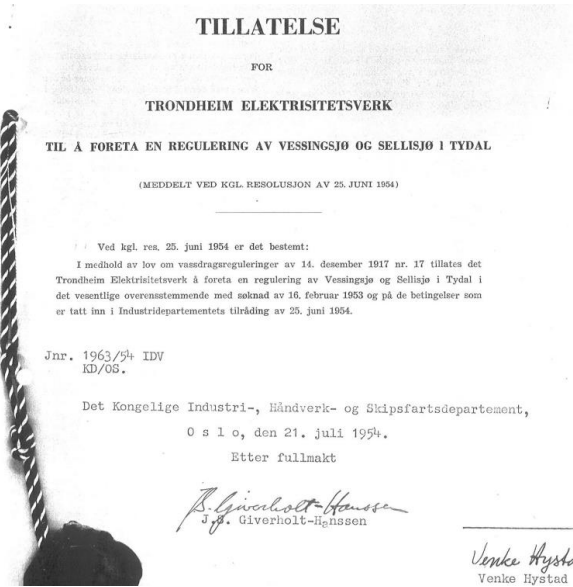 TILLATELSE
FOR
TRONDHEIM ELEKTRISITETSVERK
TIL Å FORETA EN REGULERING AV VESSINGSJØ OG SELLISJØ I TYDAL
(MEDDELT VED KGL. RESOLUSJON AV 25. JUNI 1954)
Ved kgl. res. 25. juni 1954 er det bestemt:
I medhold av lov om vassdragsreguleringer av 14. desember 1917 nr. 17 tillates det
Trondheim Elektrisitetsverk å foreta en regulering av Vessingsjø og Sellisjø i Tydal i
det vesentlige overensstemmende med søknad av 16. februar 1953 og på de betingelser som
er tatt inn i Industridepartementets tilråding av 25. juni 1954.
Jnr. 1963/54 IDV
KD/OS.
Det Kongelige Industri-, Håndverk- og Skipsfartsdepartement,
O s l o, den 21. juli 1954.
Etter fullmakt
B. Giverholt-Hanssen
J.B. Giverholt-Hanssen
Venke Hysta
Venke Hystad